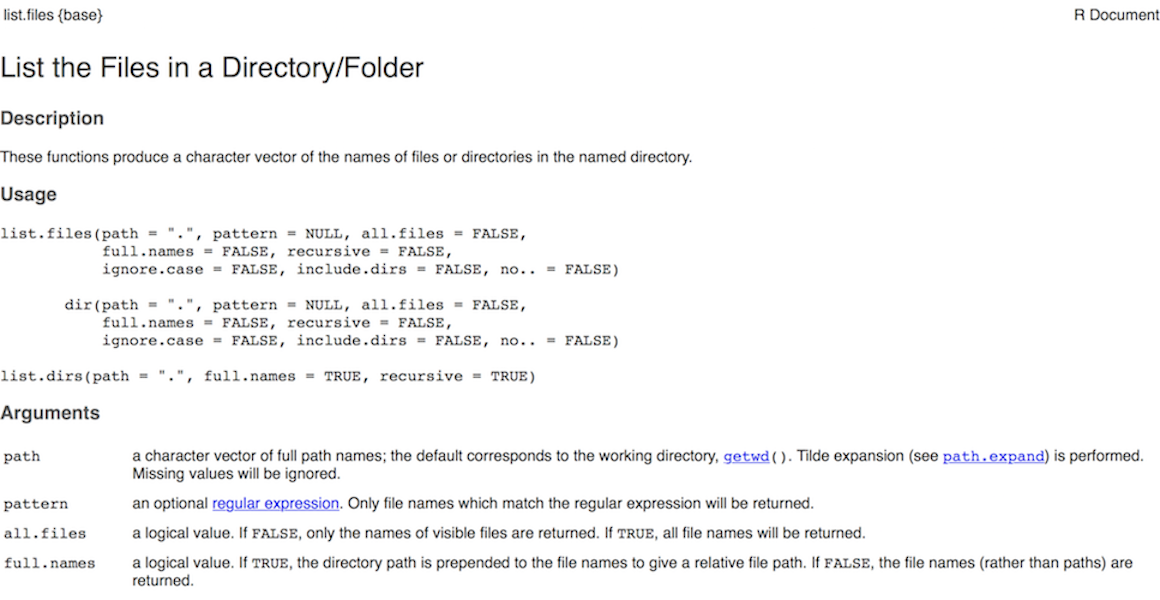 list.files {base}
R Document
List the Files in a Directory/Folder
Description
These functions produce a character vector of the names of files or directories in the named directory.
Usage
list.files(path = ".", pattern = NULL, all.files = FALSE,
           full.names = FALSE, recursive = FALSE,
           ignore.case = FALSE, include.dirs = FALSE, no.. = FALSE)
       dir(path = ".", pattern = NULL, all.files = FALSE,
           full.names = FALSE, recursive = FALSE,
           ignore.case = FALSE, include.dirs = FALSE, no.. = FALSE)
list.dirs(path = ".", full.names = TRUE, recursive = TRUE)
Arguments
path a character vector of full path names; the default corresponds to the working directory, getwd(). Tilde expansion (see path.expand) is performed.
Missing values will be ignored.
pattern an optional regular expression. Only file names which match the regular expression will be returned.
all.files a logical value. If FALSE, only the names of visible files are returned. If TRUE, all file names will be returned.
full.names a logical value. If TRUE, the directory path is prepended to the file names to give a relative file path. If FALSE, the file names (rather than paths) are
returned.